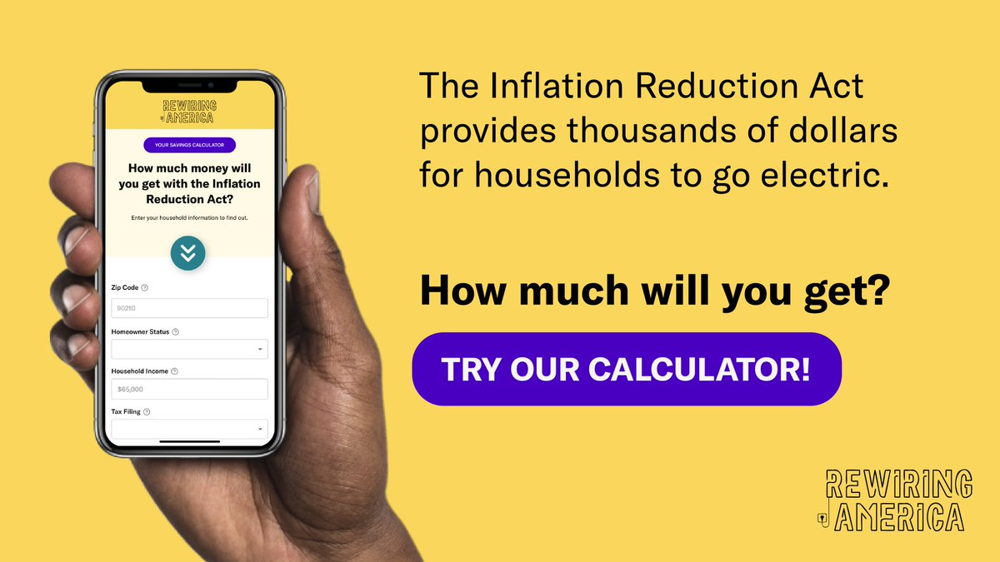 REWIRING
AMERICA
YOUR SAVINGS CALCULATOR
How much money will
you get with the Inflation
Reduction Act?
Enter your household information to find out.
Zip Code ?
90210
Homeowner Status ?
Household Income ?
$65,000
Tax Filing ?
The Inflation Reduction Act
provides thousands of dollars
for households to go electric.
How much will you get?
TRY OUR CALCULATOR!
REWIRING
AMERICA